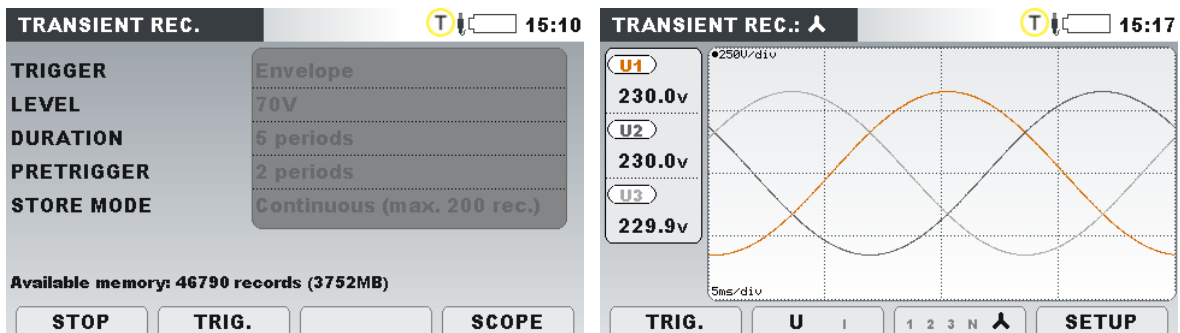 TRANSIENT REC.
T
15:10
TRIGGER Envelope
LEVEL 70V
DURATION 5 periods
PRETRIGGER 2 periods
STORE MODE Continuous (max. 200 rec.)
Available memory: 46790 records (3752MB)
STOP TRIG. SCOPE
TRANSIENT REC.:
T
15:17
U1
230.0V
U2
230.0V
U3
229.9V
250V/div
5ms/div
TRIG. U I 1 2 3 N SETUP